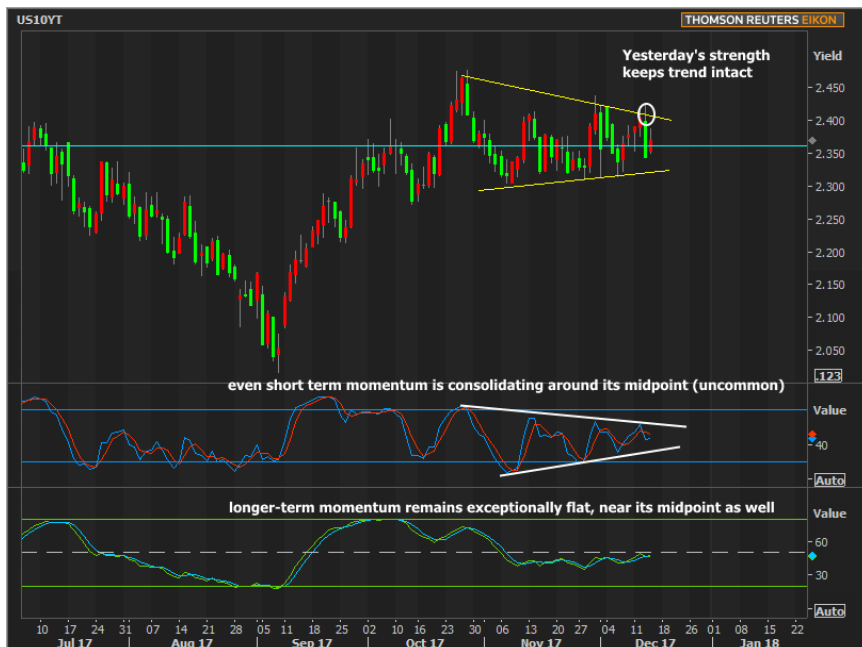 US10YT
THOMSON REUTERS EIKON
Yesterday's strength
keeps trend intact
Yield
2.450
2.400
2.350
2.300
2.250
2.200
2.150
2.100
2.050
.123
even short term momentum is consolidating around its midpoint (uncommon)
Value
40
Auto
longer-term momentum remains exceptionally flat, near its midpoint as well
Value
60
30
Auto
10 17 24 31 07 14 21 28 05 11 18 25 02 10 16 23 30 06 13 20 27 04 11 18 26 01 08 15 22
Jul 17 Aug 17 Sep 17 Oct 17 Nov 17 Dec 17 Jan 18